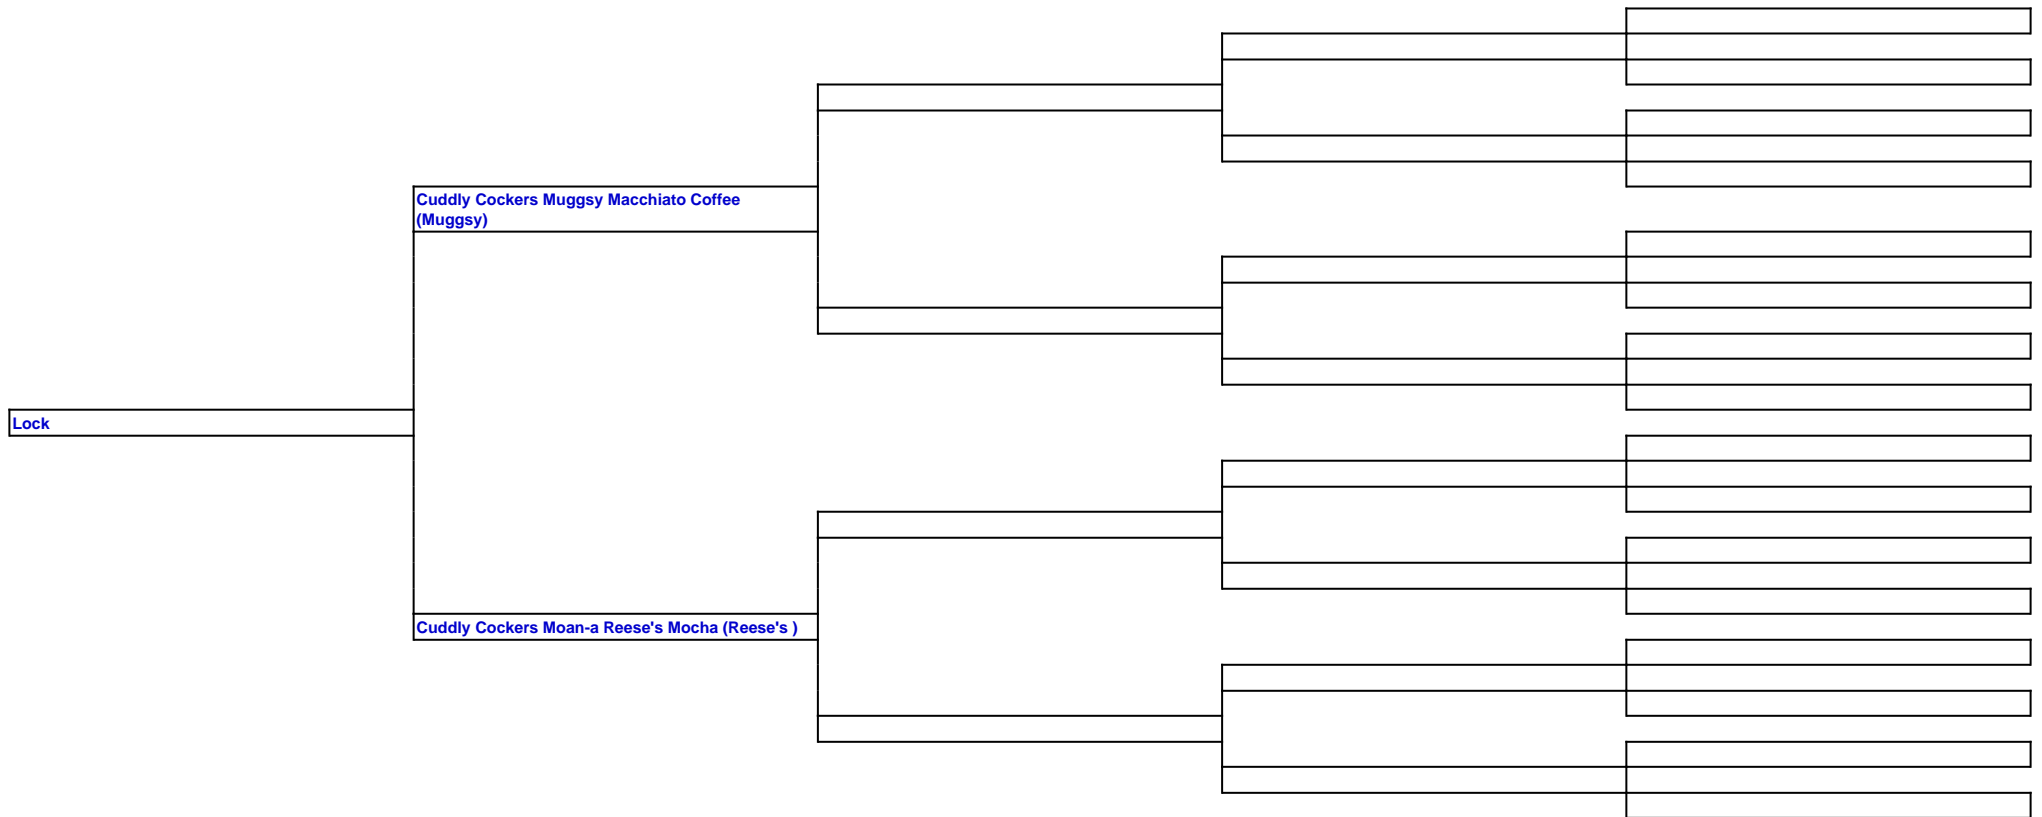 Cuddly Cockers Muggsy Macchiato Coffee
(Muggsy)
Lock
Cuddly Cockers Moan-a Reese's Mocha (Reese's )